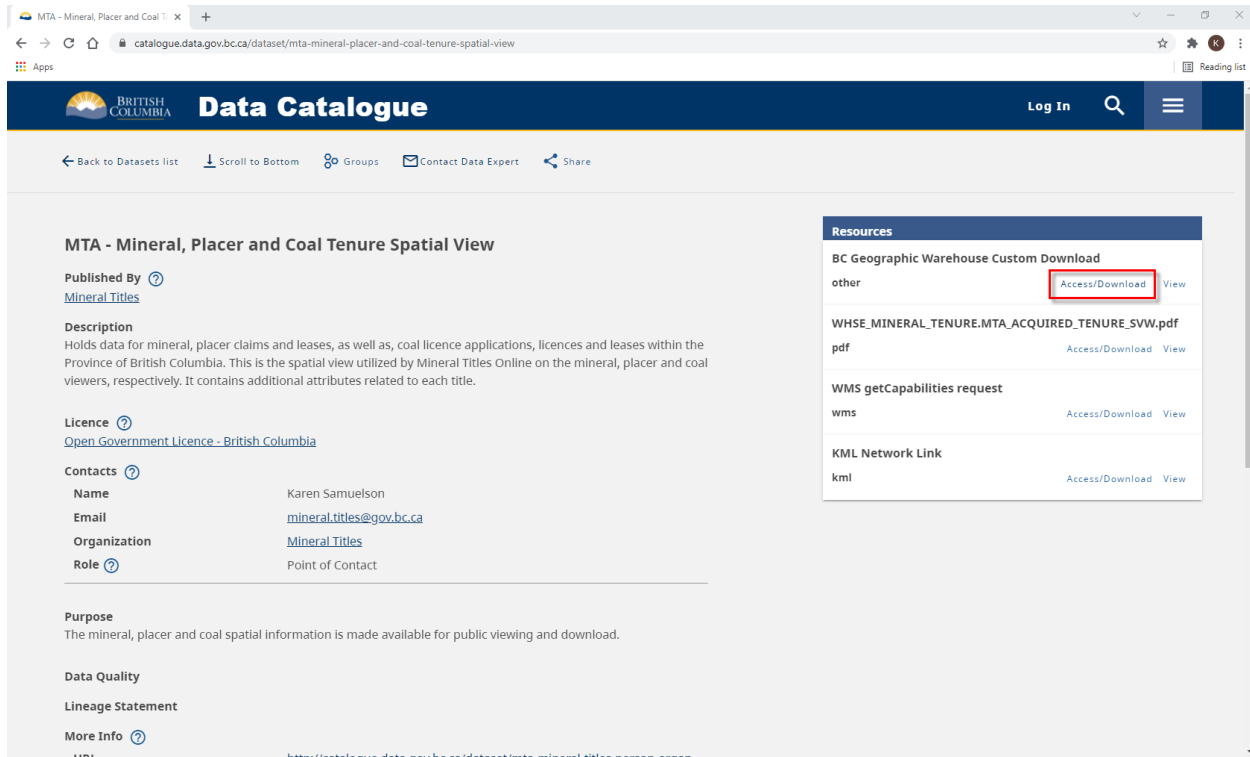 MTA - Mineral, Placer and Coal T
catalogue.data.gov.bc.ca/dataset/mta-mineral-placer-and-coal-tenure-spatial-view
K
Apps
Reading list
BRITISH COLUMBIA
Data Catalogue
Log In
Back to Datasets list Scroll to Bottom Groups Contact Data Expert Share
MTA - Mineral, Placer and Coal Tenure Spatial View
Published By ?
Mineral Titles
Description
Holds data for mineral, placer claims and leases, as well as, coal licence applications, licences and leases within the
Province of British Columbia. This is the spatial view utilized by Mineral Titles Online on the mineral, placer and coal
viewers, respectively. It contains additional attributes related to each title.
Licence ?
Open Government Licence - British Columbia
Contacts ?
Name Karen Samuelson
Email mineral.titles@gov.bc.ca
Organization Mineral Titles
Role ? Point of Contact
Purpose
The mineral, placer and coal spatial information is made available for public viewing and download.
Data Quality
Lineage Statement
More Info ?
Resources
BC Geographic Warehouse Custom Download
other Access/Download View
WHSE_MINERAL_TENURE.MTA_ACQUIRED_TENURE_SVW.pdf
pdf Access/Download View
WMS getCapabilities request
wms Access/Download View
KML Network Link
kml Access/Download View